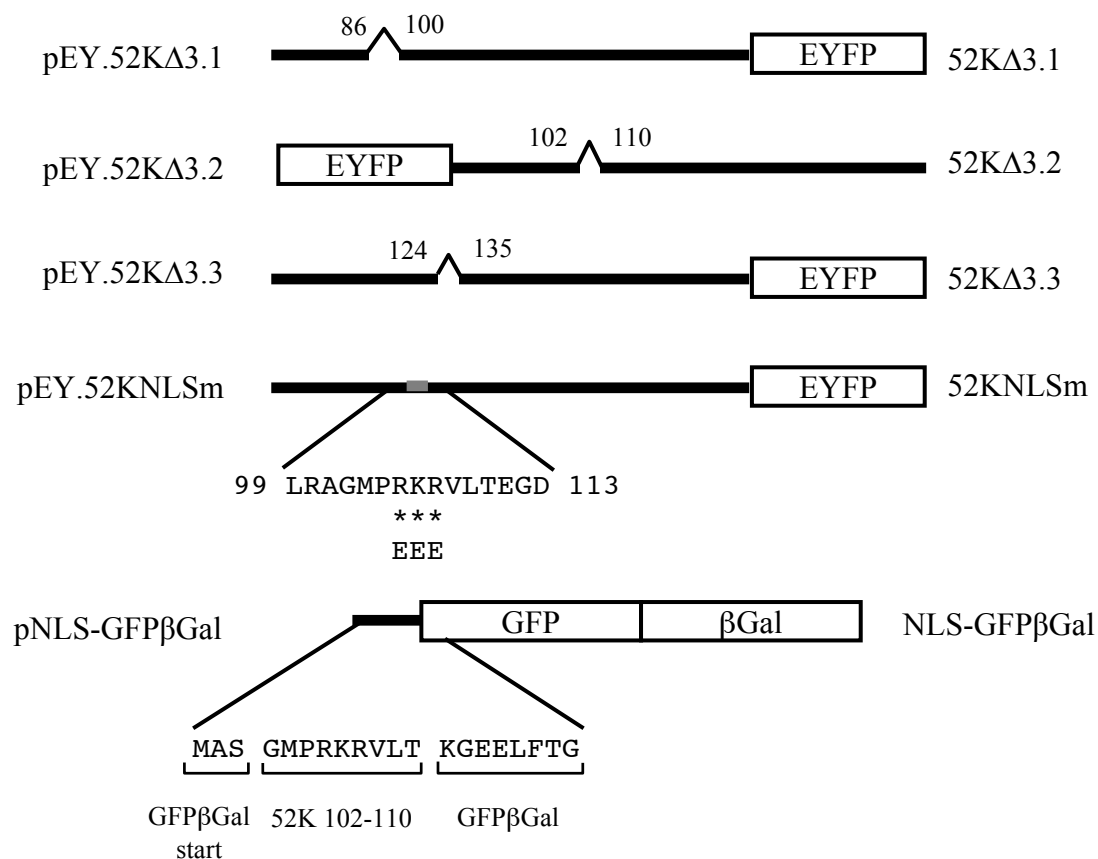 86 100
pEY.52KΔ3.1 EYFP 52KΔ3.1
102 110
pEY.52KΔ3.2 EYFP 52KΔ3.2
124 135
pEY.52KΔ3.3 EYFP 52KΔ3.3
pEY.52KNLSm EYFP 52KNLSm
99 LRAGMPRKRVLTEGD 113
***
EEE
pNLS-GFPβGal GFP βGal NLS-GFPβGal
MAS GMPRKRVLT KGEELFTG
GFPβGal 52K 102-110 GFPβGal
start